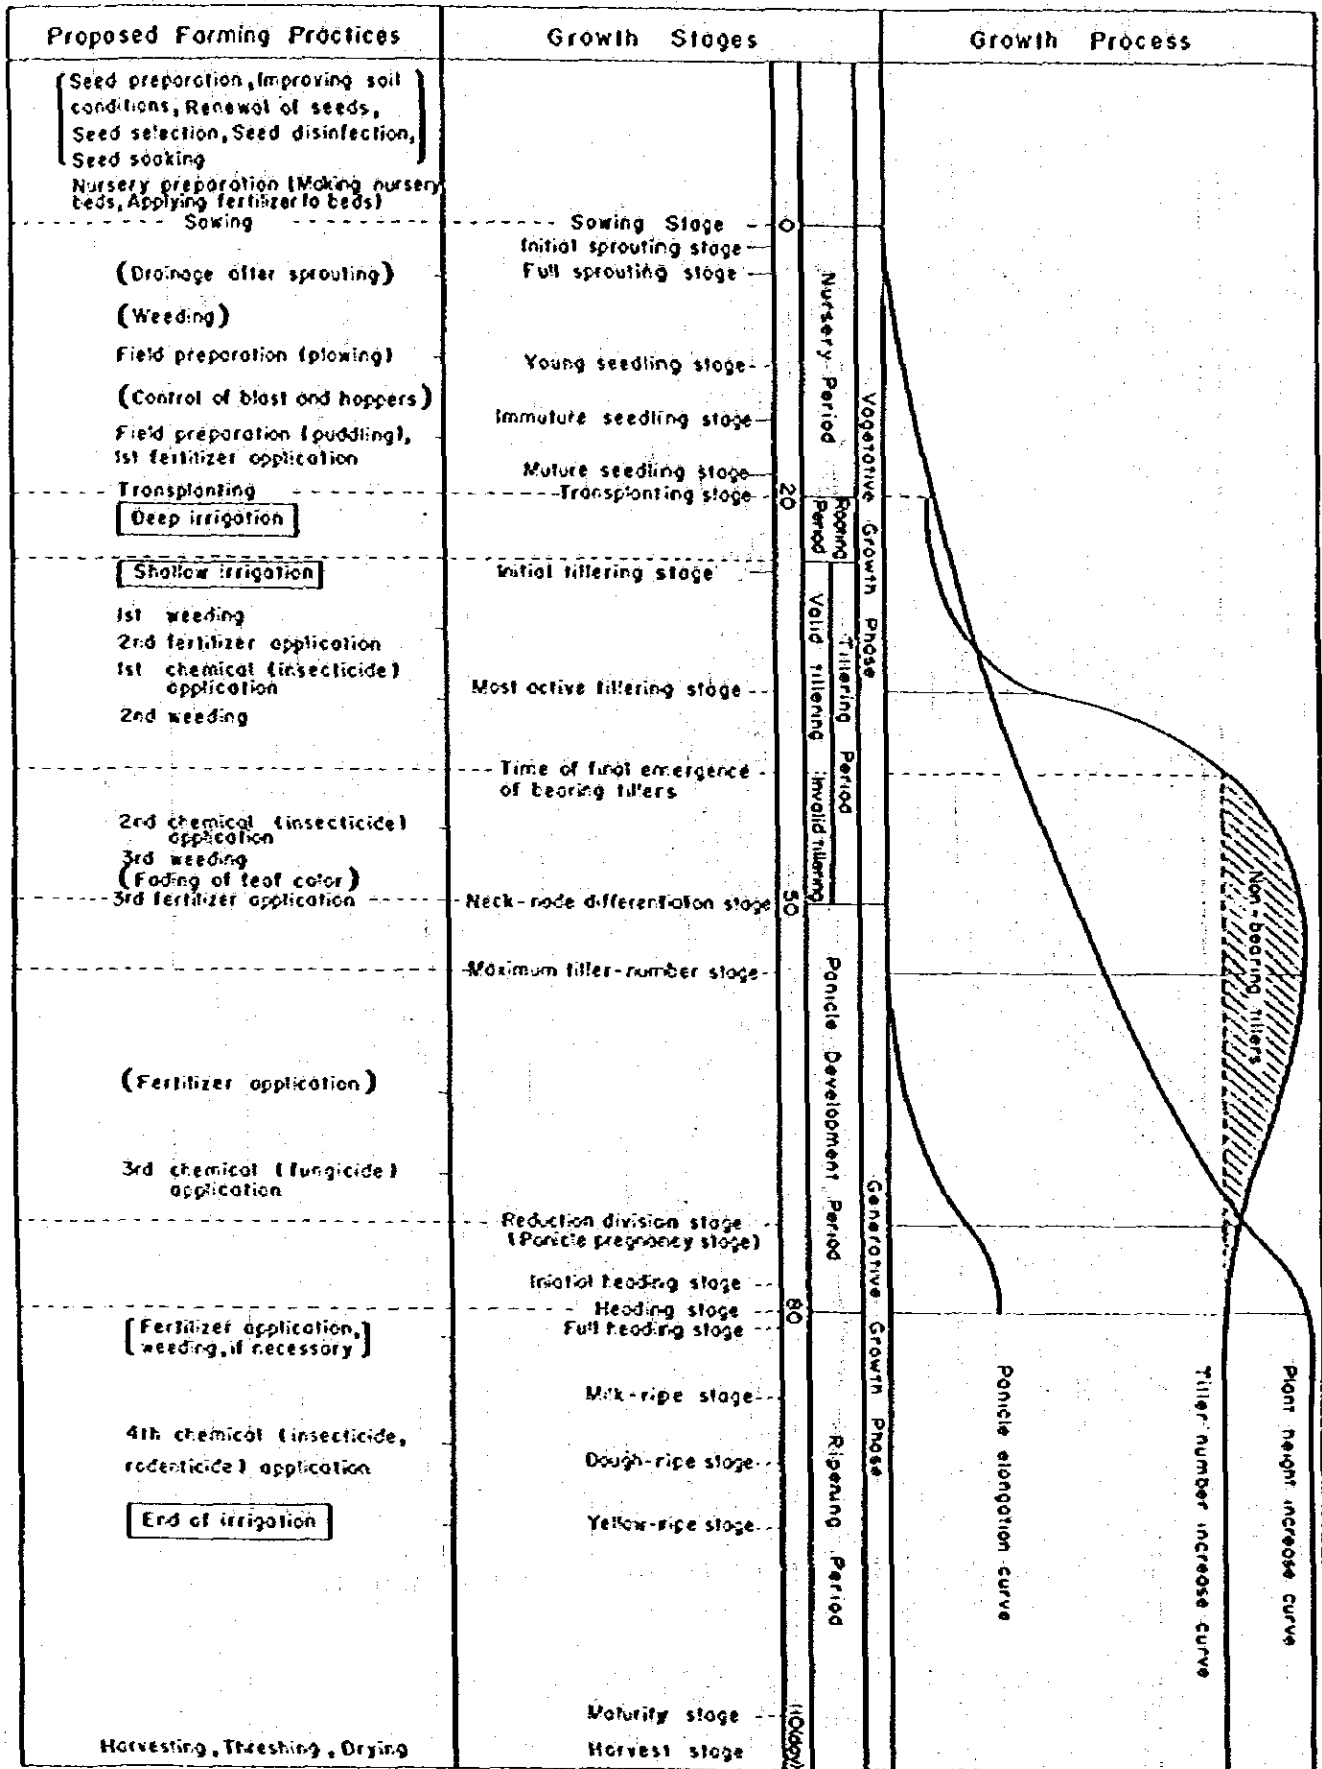 Proposed Farming Practices
Growth Stages
Growth Process
Seed preparation, Improving soil
conditions, Renewal of seeds,
Seed selection, Seed disinfection,
Seed soaking
Nursery preparation (Making nursery
beds, Applying fertilizer to beds)
Sowing
(Drainage after sprouting)
(Weeding)
Field preparation (plowing)
(Control of blast and hoppers)
Field preparation (puddling),
1st fertilizer application
Transplanting
Deep irrigation
Shallow irrigation
1st weeding
2nd fertilizer application
1st chemical (insecticide)
application
2nd weeding
2nd chemical (insecticide)
application
3rd weeding
(Fading of leaf color)
3rd fertilizer application
(Fertilizer application)
3rd chemical (fungicide)
application
[Fertilizer application,
weeding, if necessary]
4th chemical (insecticide,
rodenticide) application
End of irrigation
Harvesting, Threshing, Drying
Sowing Stage
Initial sprouting stage
Full sprouting stage
Young seedling stage
Immuture seedling stage
Muture seedling stage
Transplanting stage
Initial tillering stage
Most active tillering stage
Time of final emergence
of bearing tillers
Neck-node differentiation stage
Maximum tiller-number stage
Reduction division stage
(Panicle pregnancy stage)
Iniatial heading stage
Heading stage
Full heading stage
Milk-ripe stage
Dough-ripe stage
Yellow-ripe stage
Maturity stage
Harvest stage
0
20
50
80
110(day)
Nursery Period
Rooning
Period
Valid tillering
Invalid tillering
Tillering Period
Panicle Development Period
Ripening Period
Vagerative Growth Phase
Generative Growth Phase
Non-bearing tillers
Panicle elongation curve
Tiller number increase curve
Plant height increase curve